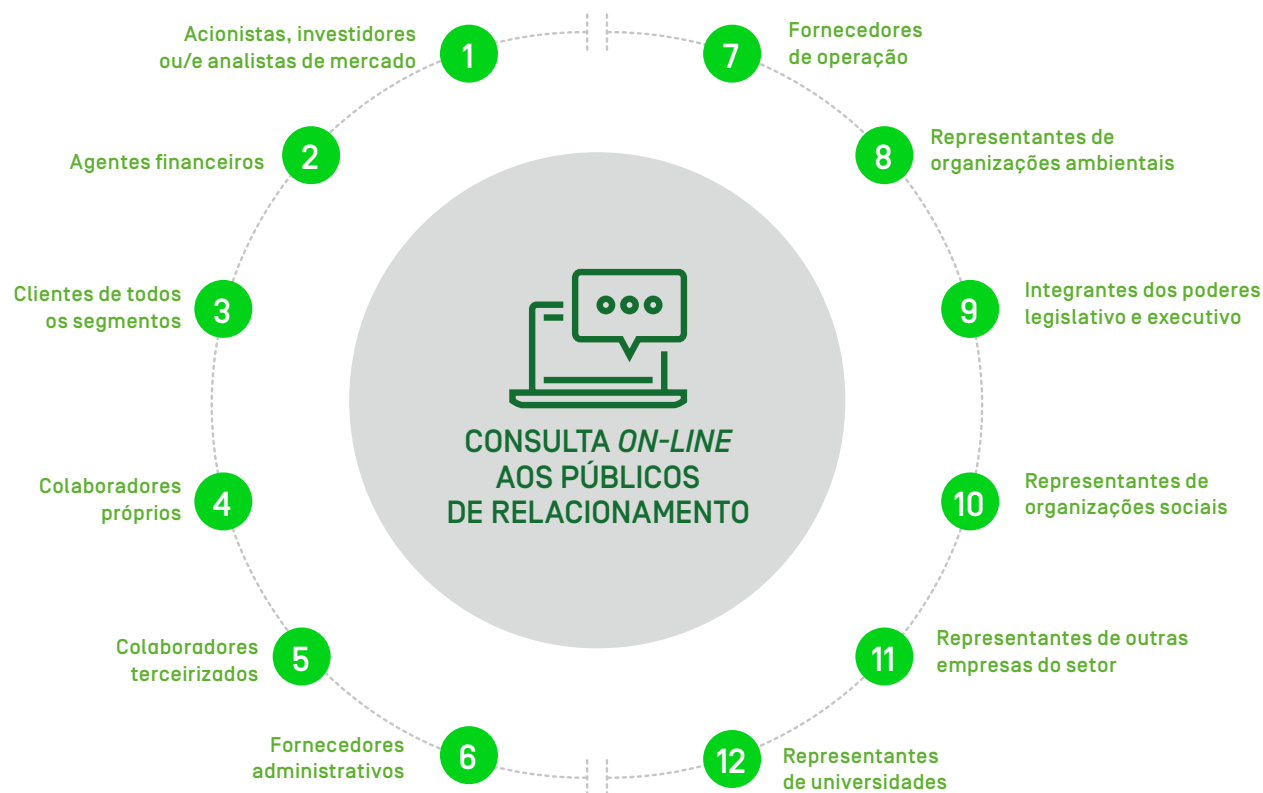 CONSULTA ON-LINE
AOS PÚBLICOS
DE RELACIONAMENTO
1
Acionistas, investidores
ou/e analistas de mercado
2
Agentes financeiros
3
Clientes de todos
os segmentos
4
Colaboradores
próprios
5
Colaboradores
terceirizados
6
Fornecedores
administrativos
7
Fornecedores
de operação
8
Representantes de
organizações ambientais
9
Integrantes dos poderes
legislativo e executivo
10
Representantes de
organizações sociais
11
Representantes de outras
empresas do setor
12
Representantes
de universidades